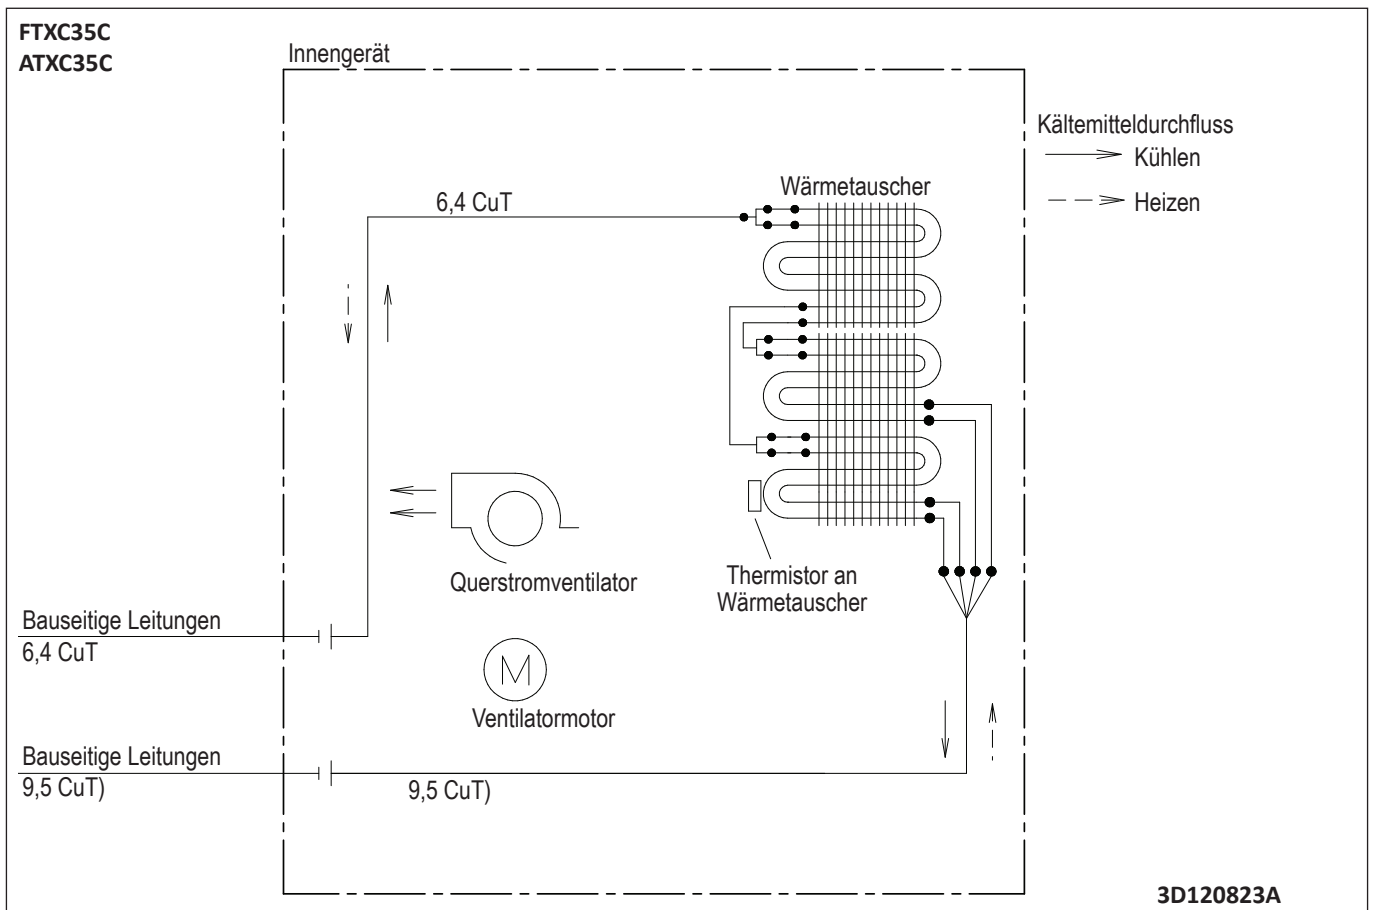 FTXC35C
ATXC35C
Innengerät
Kältemitteldurchfluss
Kühlen
Heizen
Wärmetauscher
6,4 CuT
Querstromventilator
Thermistor an
Wärmetauscher
Bauseitige Leitungen
6,4 CuT
M
Ventilatormotor
Bauseitige Leitungen
9,5 CuT)
9,5 CuT)
3D120823A